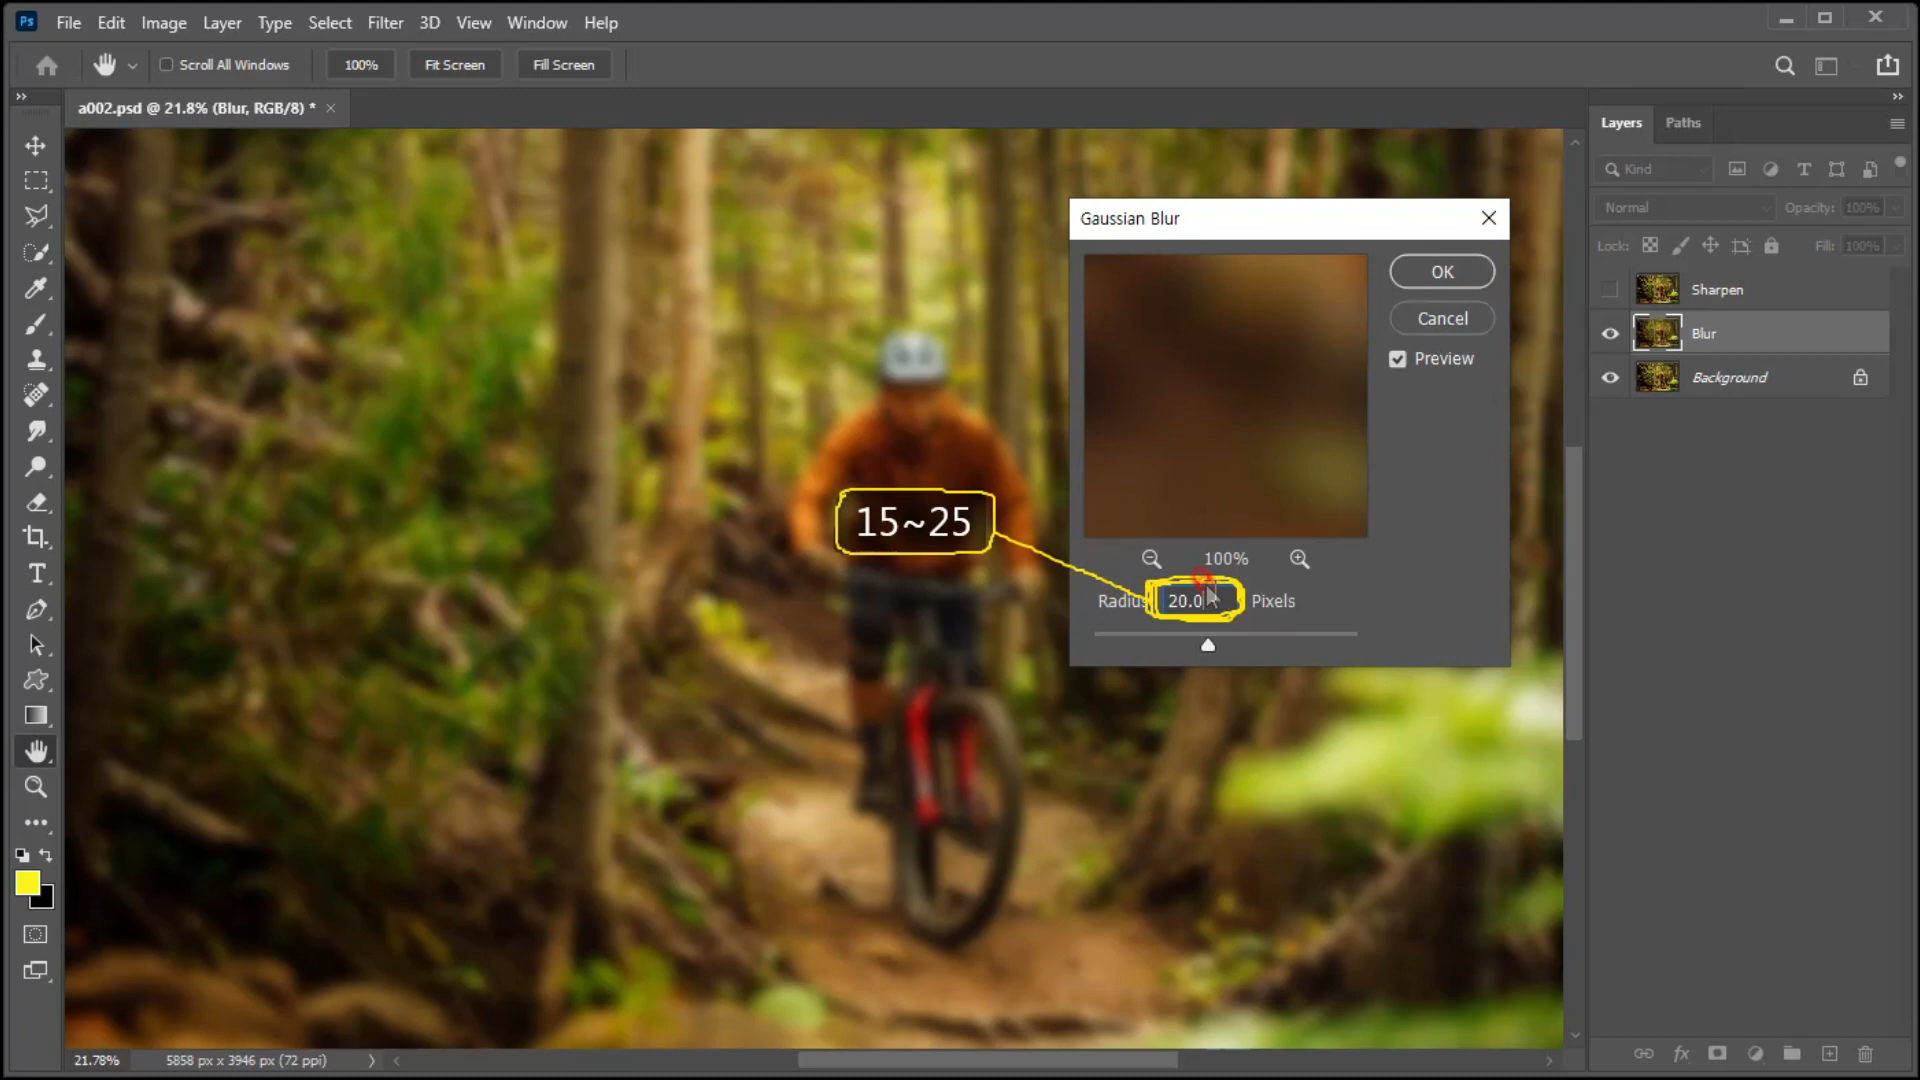 Ps File Edit Image Layer Type Select Filter 3D View Window Help
Scroll All Windows 100% Fit Screen Fill Screen
a002.psd @ 21.8% (Blur, RGB/8) *
Layers Paths
Kind
Normal Opacity: 100%
Lock: Fill: 100%
Sharpen
Blur
Background
Gaussian Blur
OK
Cancel
Preview
100%
Radius 20.0 Pixels
15~25
21.78% 5858 px x 3946 px (72 ppi)